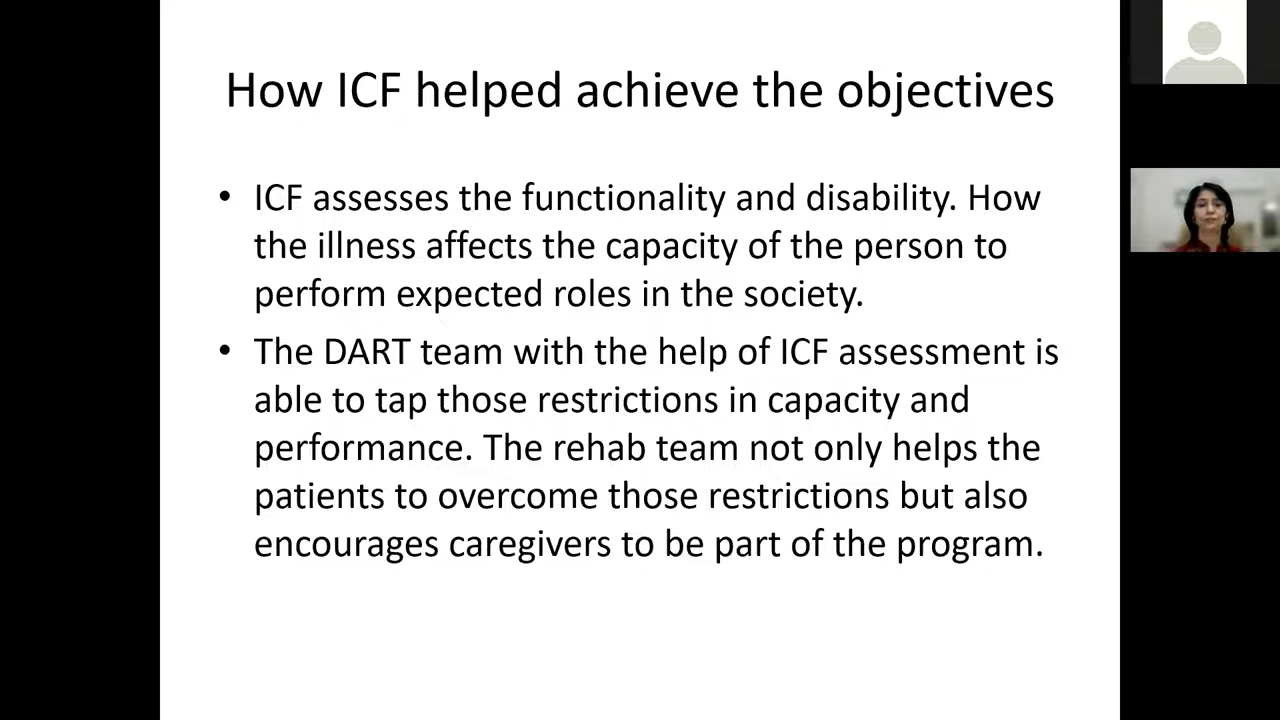 How ICF helped achieve the objectives
• ICF assesses the functionality and disability. How
the illness affects the capacity of the person to
perform expected roles in the society.
• The DART team with the help of ICF assessment is
able to tap those restrictions in capacity and
performance. The rehab team not only helps the
patients to overcome those restrictions but also
encourages caregivers to be part of the program.